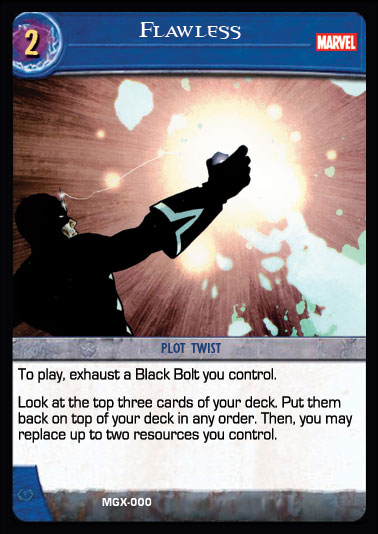 2
Flawless
MARVEL
PLOT TWIST
To play, exhaust a Black Bolt you control.
Look at the top three cards of your deck. Put them
back on top of your deck in any order. Then, you may
replace up to two resources you control.
MGX-000